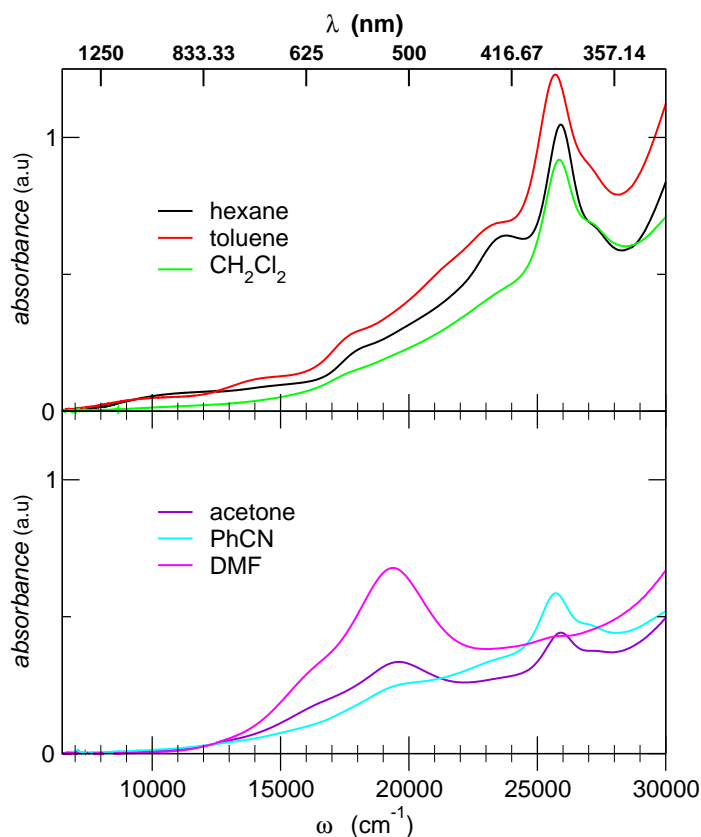 λ (nm)
1250 833.33 625 500 416.67 357.14
1
absorbance (a.u)
hexane
toluene
CH₂Cl₂
0
1
absorbance (a.u)
acetone
PhCN
DMF
0
10000 15000 20000 25000 30000
ω (cm⁻¹)